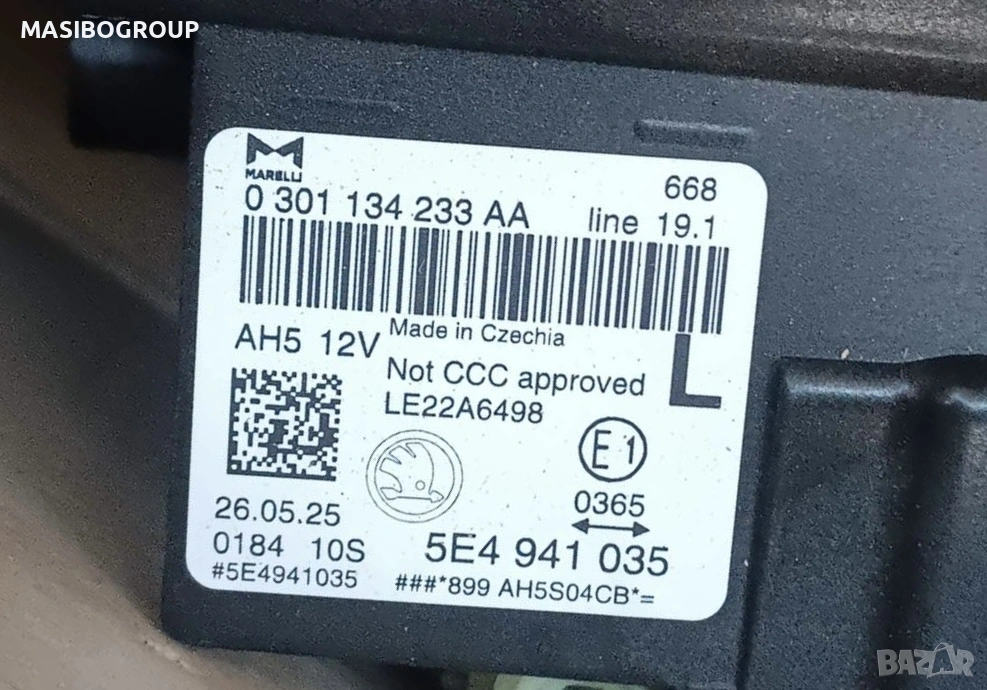 MASIBOGROUP
MARELLI
668
0 301 134 233 AA
line 19.1
AH5 12V
Made in Czechia
L
Not CCC approved
LE22A6498
E1
26.05.25
0365
0184 10S
5E4 941 035
#5E4941035
###*899 AH5S04CB*=
BAZAR